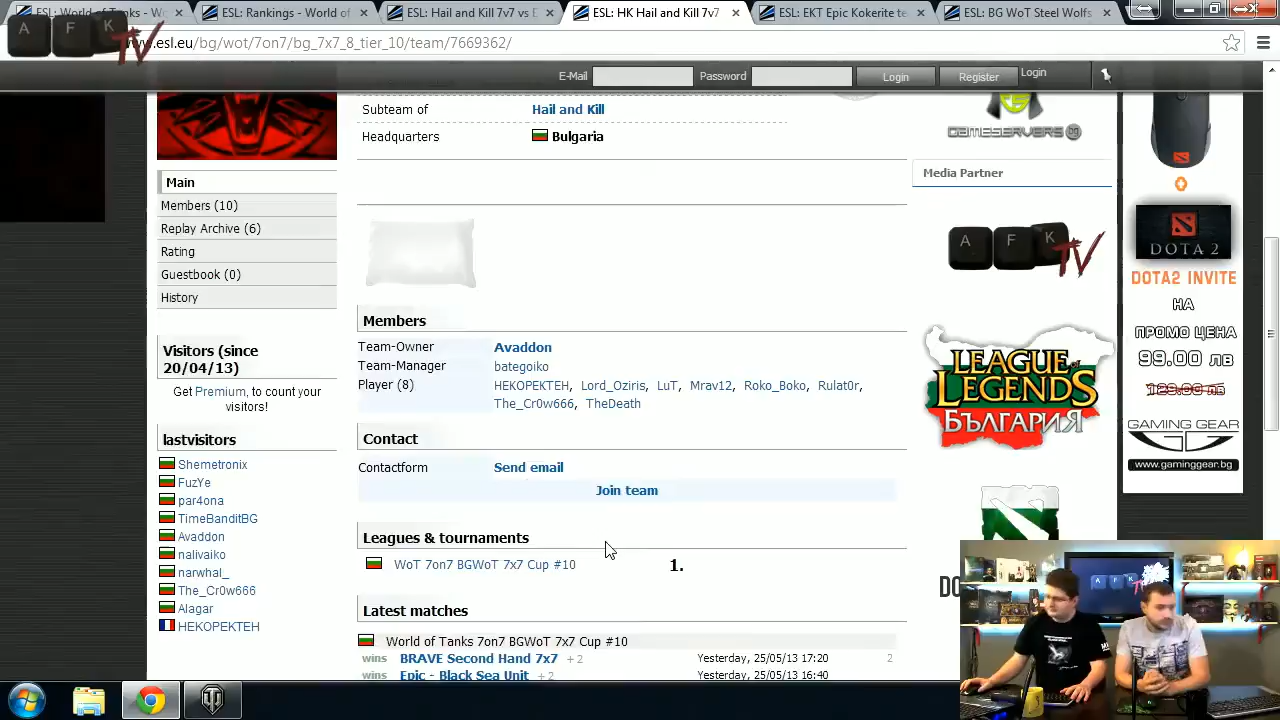 ESL: World of Tanks - Wo
ESL: Rankings - World of
ESL: Hail and Kill 7v7 vs E
ESL: HK Hail and Kill 7v7
ESL: EKT Epic Kokerite te
ESL: BG WoT Steel Wolfs
A F K TV
www.esl.eu/bg/wot/7on7/bg_7x7_8_tier_10/team/7669362/
E-Mail
Password
Login
Register
Login
Subteam of
Hail and Kill
Headquarters
Bulgaria
Main
Members (10)
Replay Archive (6)
Rating
Guestbook (0)
History
Visitors (since
20/04/13)
Get Premium, to count your
visitors!
lastvisitors
Shemetronix
FuzYe
par4ona
TimeBanditBG
Avaddon
nalivaiko
narwhal_
The_Cr0w666
Alagar
HEKOPEKTEH
Members
Team-Owner
Avaddon
Team-Manager
bategoiko
Player (8)
HEKOPEKTEH, Lord_Oziris, LuT, Mrav12, Roko_Boko, Rulat0r,
The_Cr0w666, TheDeath
Contact
Contactform
Send email
Join team
Leagues & tournaments
WoT 7on7 BGWoT 7x7 Cup #10
1.
Latest matches
World of Tanks 7on7 BGWoT 7x7 Cup #10
wins BRAVE Second Hand 7x7 +2 Yesterday, 25/05/13 17:20 2
wins Epic - Black Sea Unit +2 Yesterday, 25/05/13 16:40
GAMESERVERS BG
Media Partner
A F K TV
LEAGUE of
LEGENDS
БЪЛГАРИЯ
DOTA 2
DOTA2 INVITE
НА
ПРОМО ЦЕНА
99.00 ЛВ
129.00 ЛВ
GAMING GEAR
www.gaminggear.bg
A F K